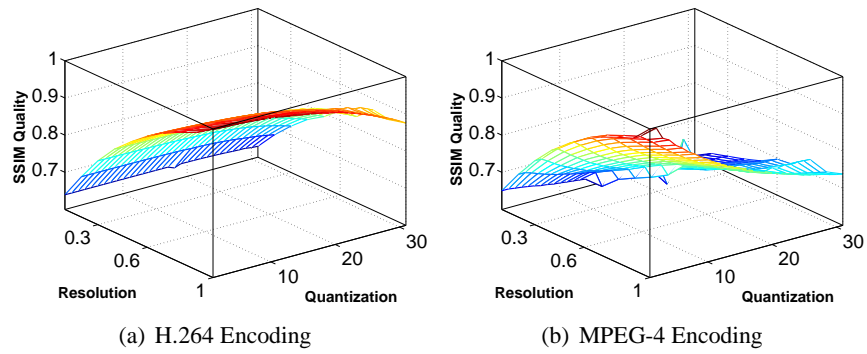 1
0.9
0.8
0.7
SSIM Quality
0.3
0.6
1
Resolution
10
20
30
Quantization
(a) H.264 Encoding
1
0.9
0.8
0.7
SSIM Quality
0.3
0.6
1
Resolution
10
20
30
Quantization
(b) MPEG-4 Encoding